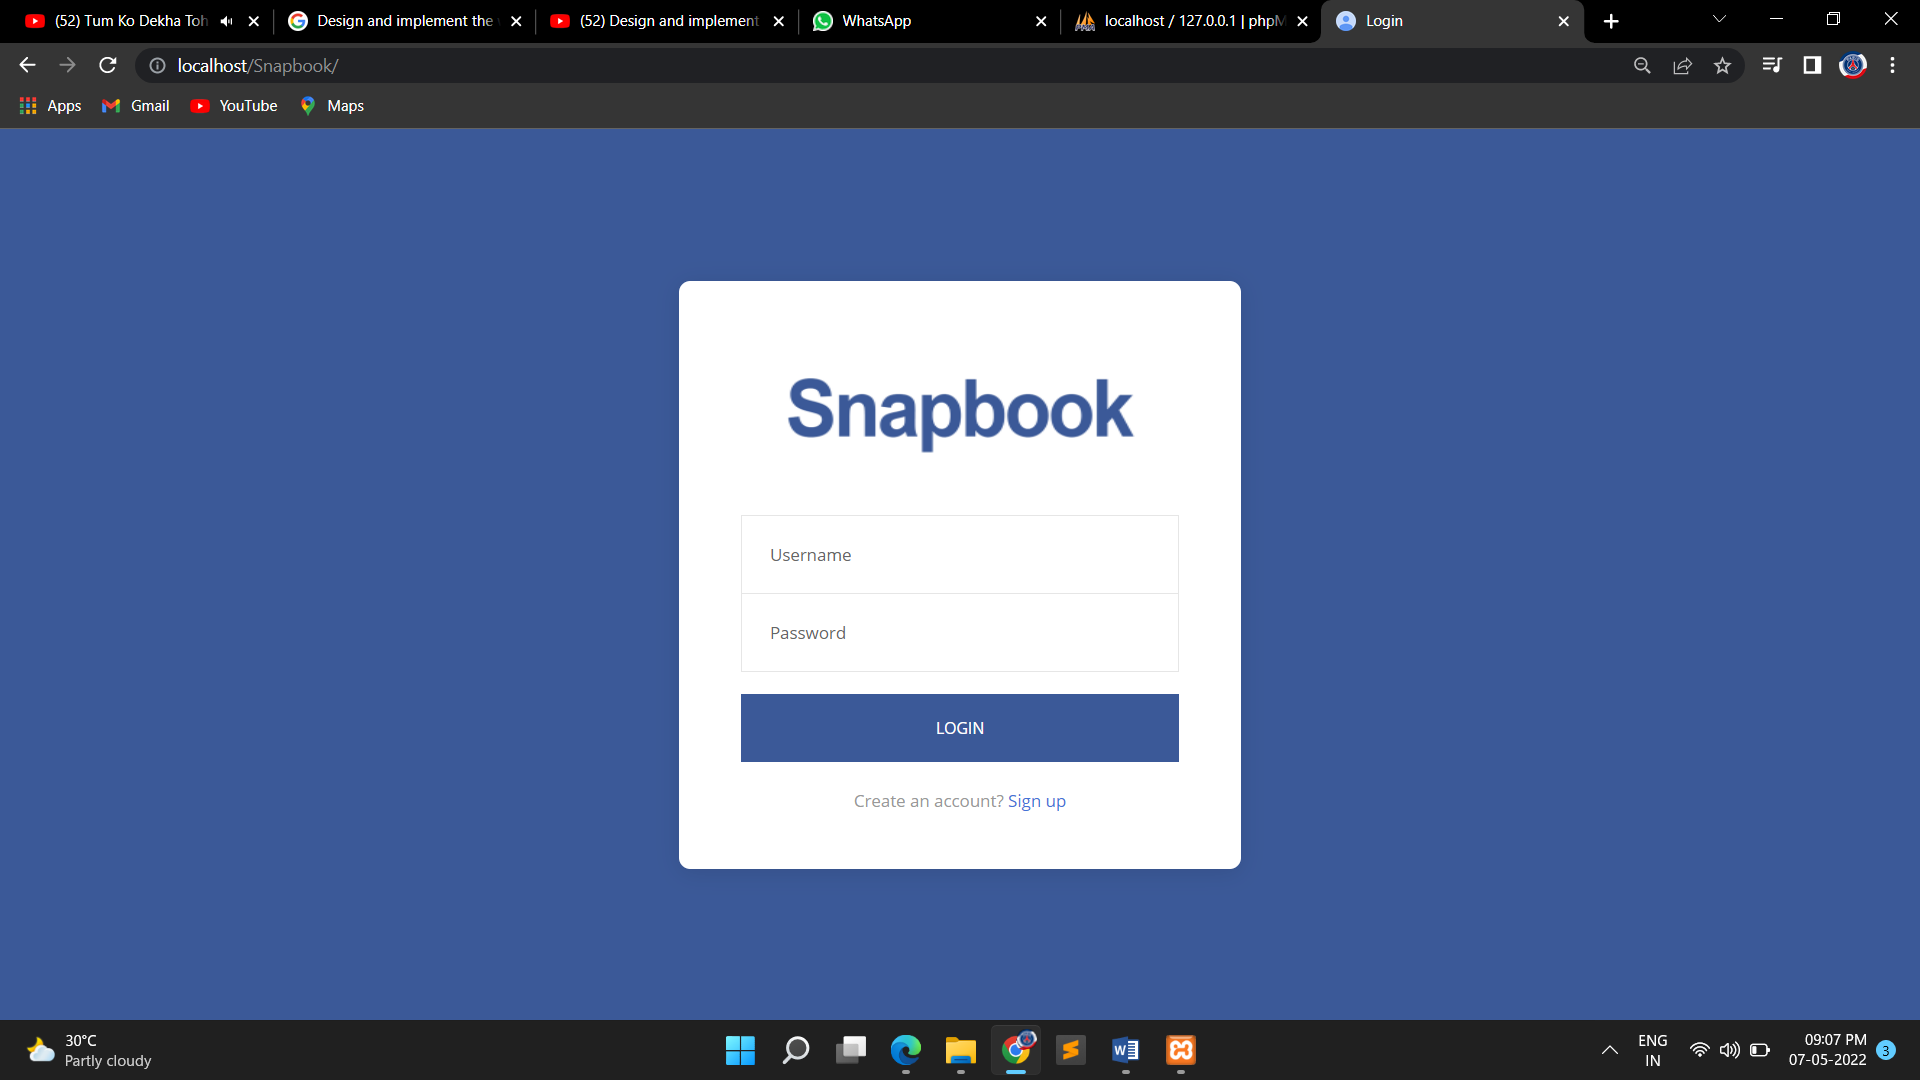 (52) Tum Ko Dekha Toh
Design and implement the
(52) Design and implement
WhatsApp
localhost / 127.0.0.1 | phpM
Login
localhost/Snapbook/
Apps
Gmail
YouTube
Maps
Snapbook
Username
Password
LOGIN
Create an account? Sign up
30°C
Partly cloudy
ENG
IN
09:07 PM
07-05-2022
3